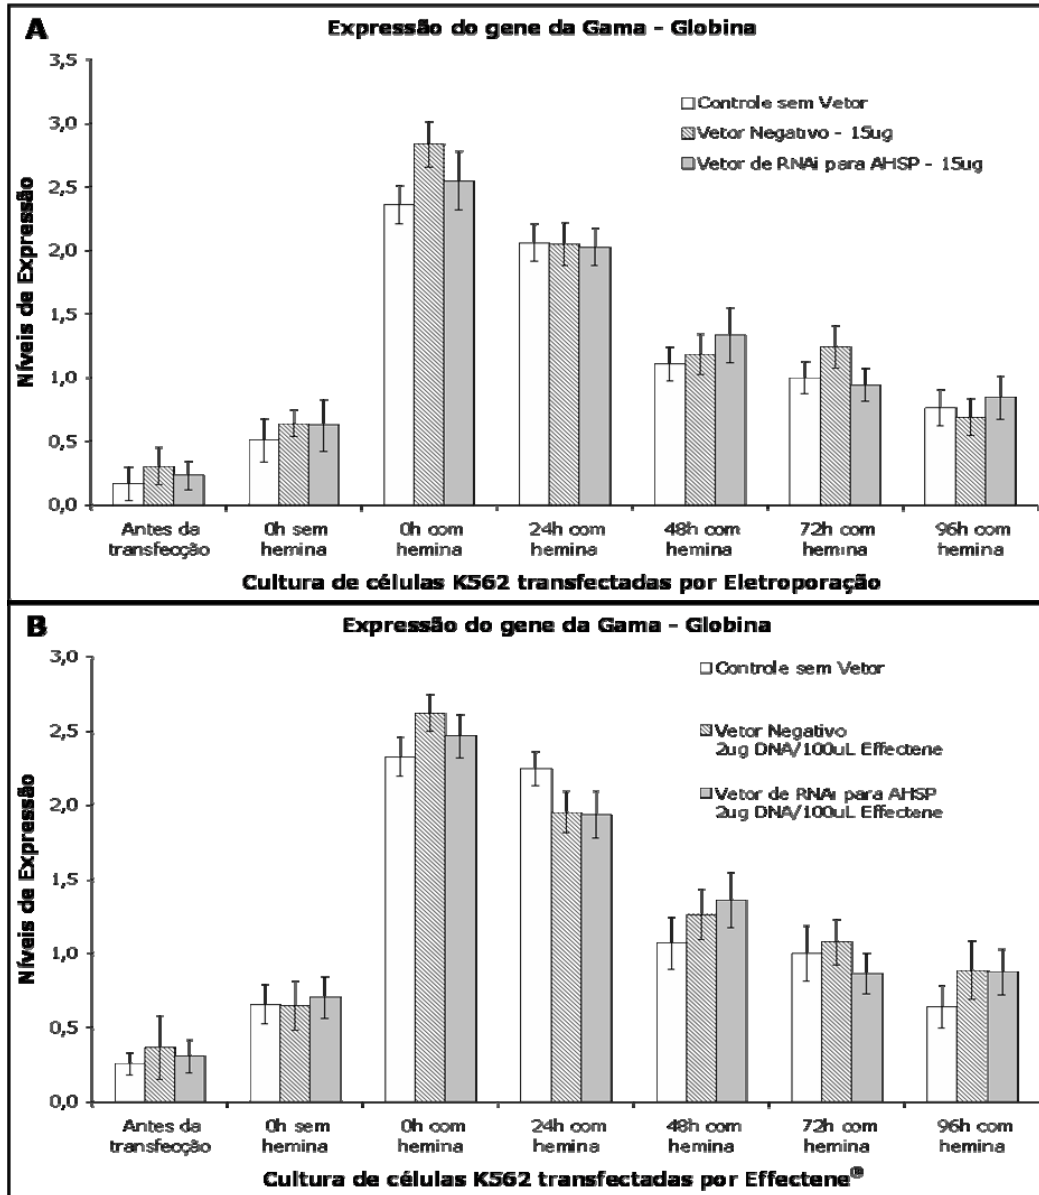 A
Expressão do gene da Gama - Globina
3,5
3,0
2,5
2,0
1,5
1,0
0,5
0,0
Níveis de Expressão
Controle sem Vetor
Vetor Negativo - 15ug
Vetor de RNAi para AHSP - 15ug
Antes da transfecção
0h sem hemina
0h com hemina
24h com hemina
48h com hemina
72h com hemina
96h com hemina
Cultura de células K562 transfectadas por Eletroporação
B
Expressão do gene da Gama - Globina
3,0
2,5
2,0
1,5
1,0
0,5
0,0
Níveis de Expressão
Controle sem Vetor
Vetor Negativo
2ug DNA/100uL Effectene
Vetor de RNAi para AHSP
2ug DNA/100uL Effectene
Antes da transfecção
0h sem hemina
0h com hemina
24h com hemina
48h com hemina
72h com hemina
96h com hemina
Cultura de células K562 transfectadas por Effectene®